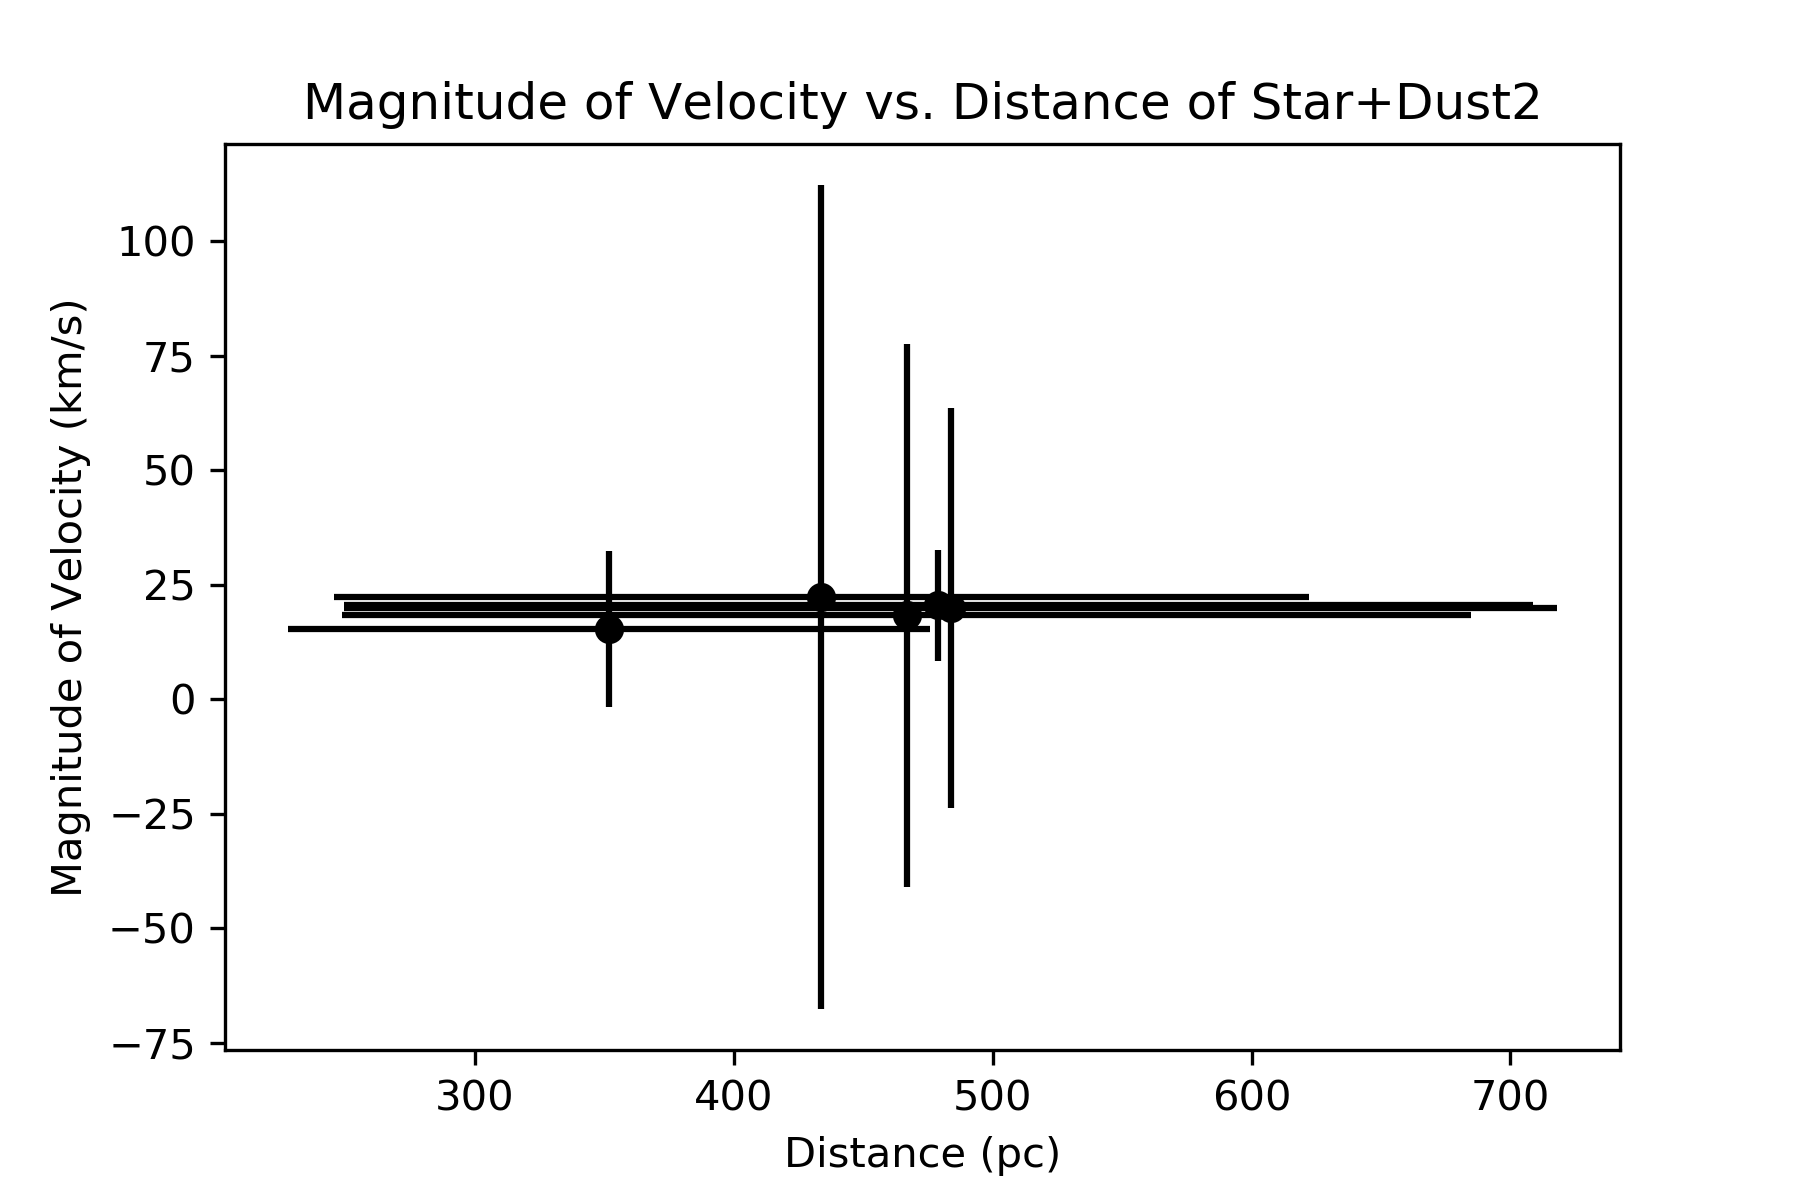 Magnitude of Velocity vs. Distance of Star+Dust2
Magnitude of Velocity (km/s)
100
75
50
25
0
−25
−50
−75
300 400 500 600 700
Distance (pc)